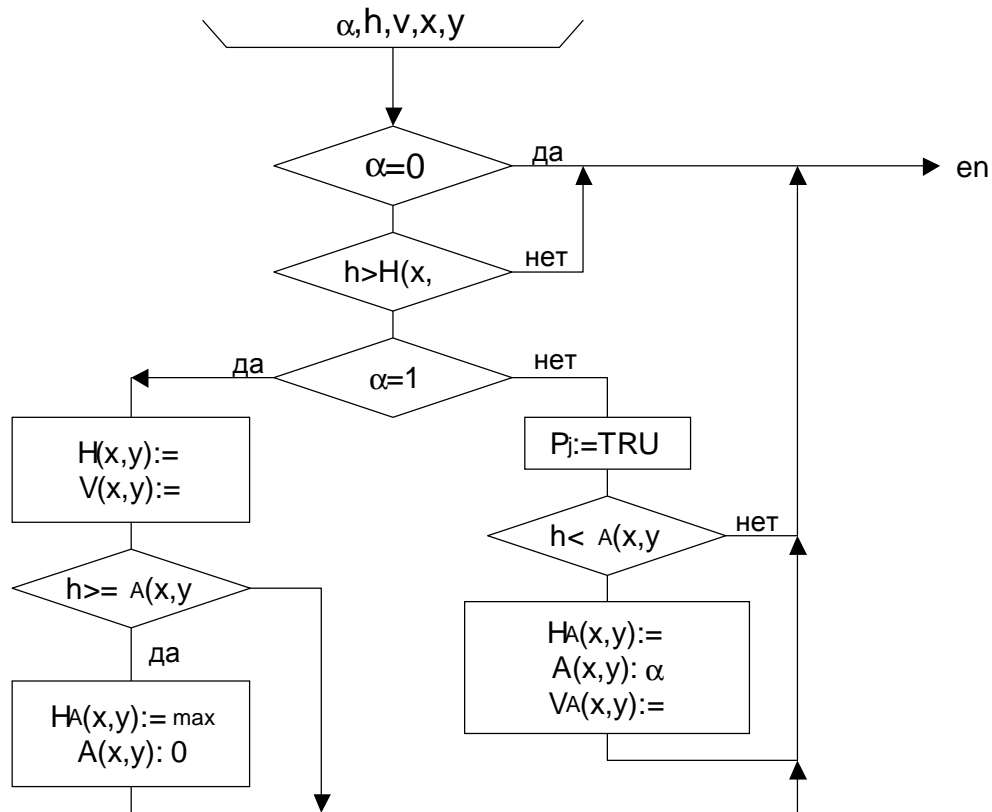 α,h,v,x,y
α=0
да
en
h>H(x,
нет
да
α=1
нет
H(x,y):=
V(x,y):=
Pj:=TRU
h< A(x,y
нет
h>= A(x,y
да
HA(x,y):=
A(x,y): α
VA(x,y):=
HA(x,y):= max
A(x,y): 0